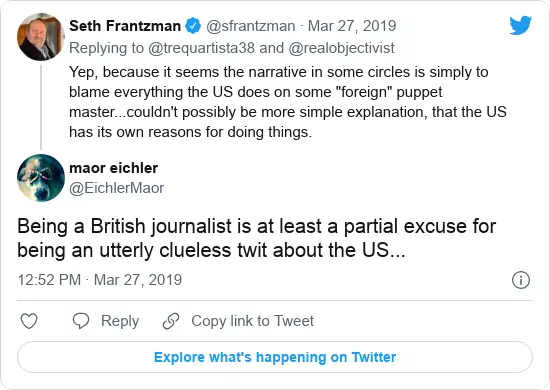 Seth Frantzman @sfrantzman · Mar 27, 2019
Replying to @trequartista38 and @realobjectivist
Yep, because it seems the narrative in some circles is simply to
blame everything the US does on some "foreign" puppet
master...couldn't possibly be more simple explanation, that the US
has its own reasons for doing things.
maor eichler
@EichlerMaor
Being a British journalist is at least a partial excuse for
being an utterly clueless twit about the US...
12:52 PM · Mar 27, 2019
Reply Copy link to Tweet
Explore what's happening on Twitter